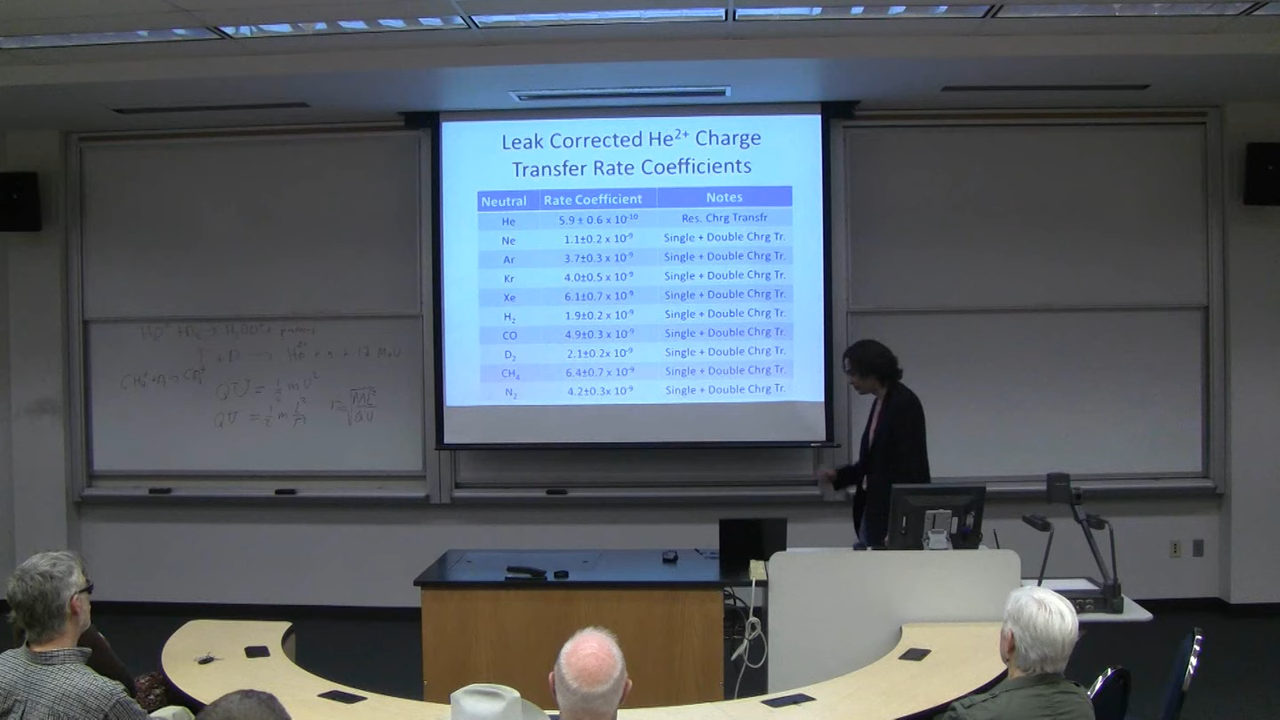 Leak Corrected He²⁺ Charge
Transfer Rate Coefficients
Neutral Rate Coefficient Notes
He 5.9 ± 0.6 x 10⁻¹⁰ Res. Chrg Transfr
Ne 1.1±0.2 x 10⁻⁹ Single + Double Chrg Tr.
Ar 3.7±0.3 x 10⁻⁹ Single + Double Chrg Tr.
Kr 4.0±0.5 x 10⁻⁹ Single + Double Chrg Tr.
Xe 6.1±0.7 x 10⁻⁹ Single + Double Chrg Tr.
H₂ 1.9±0.2 x 10⁻⁹ Single + Double Chrg Tr.
CO 4.9±0.3 x 10⁻⁹ Single + Double Chrg Tr.
D₂ 2.1±0.2x 10⁻⁹ Single + Double Chrg Tr.
CH₄ 6.4±0.7 x 10⁻⁹ Single + Double Chrg Tr.
N₂ 4.2±0.3x 10⁻⁹ Single + Double Chrg Tr.